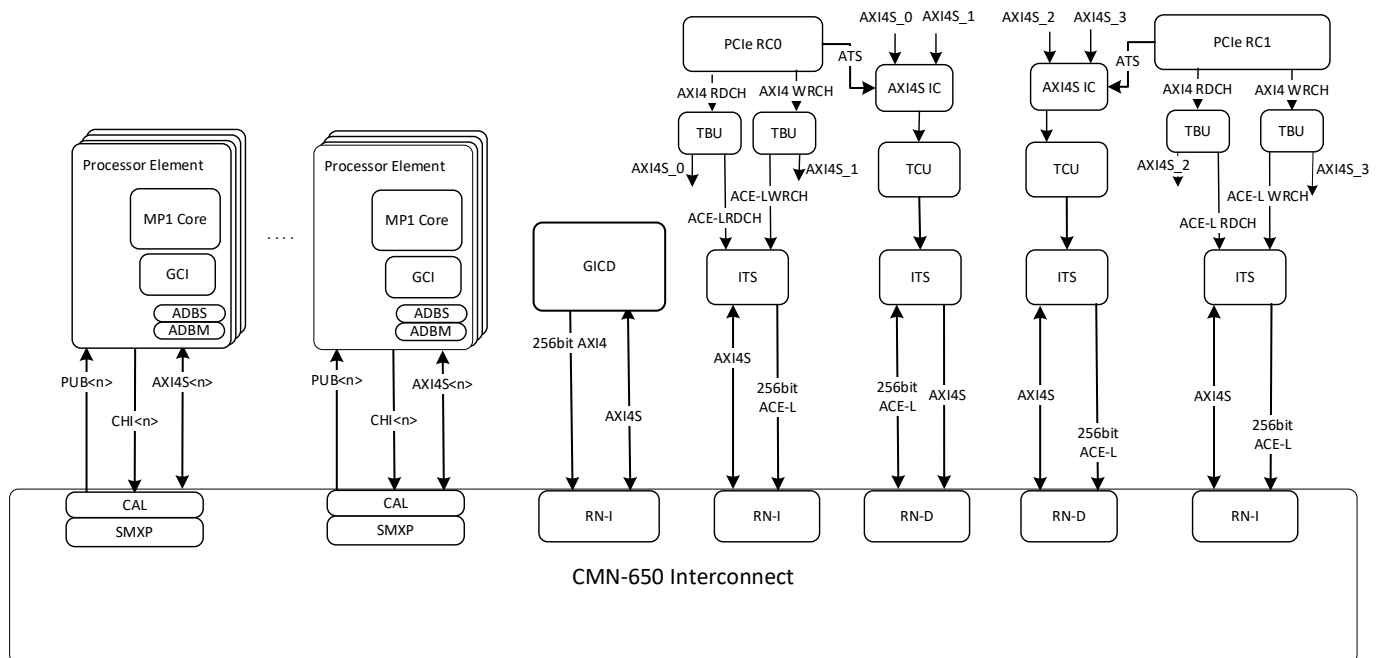 AXI4S_0
AXI4S_1
AXI4S_2
AXI4S_3
PCIe RC0
ATS
AXI4S IC
AXI4S IC
ATS
PCIe RC1
AXI4 RDCH
AXI4 WRCH
AXI4 RDCH
AXI4 WRCH
TBU
TBU
TBU
TBU
TCU
TCU
AXI4S_0
AXI4S_1
AXI4S_2
AXI4S_3
ACE-LWRCH
ACE-LRDCH
ACE-L WRCH
ACE-L RDCH
Processor Element
MP1 Core
GCI
ADBS
ADBM
. . . .
Processor Element
MP1 Core
GCI
ADBS
ADBM
GICD
ITS
ITS
ITS
ITS
PUB<n>
AXI4S<n>
CHI<n>
PUB<n>
AXI4S<n>
CHI<n>
256bit AXI4
AXI4S
AXI4S
256bit
ACE-L
256bit
ACE-L
AXI4S
AXI4S
256bit
ACE-L
AXI4S
256bit
ACE-L
CAL
SMXP
CAL
SMXP
RN-I
RN-I
RN-D
RN-D
RN-I
CMN-650 Interconnect